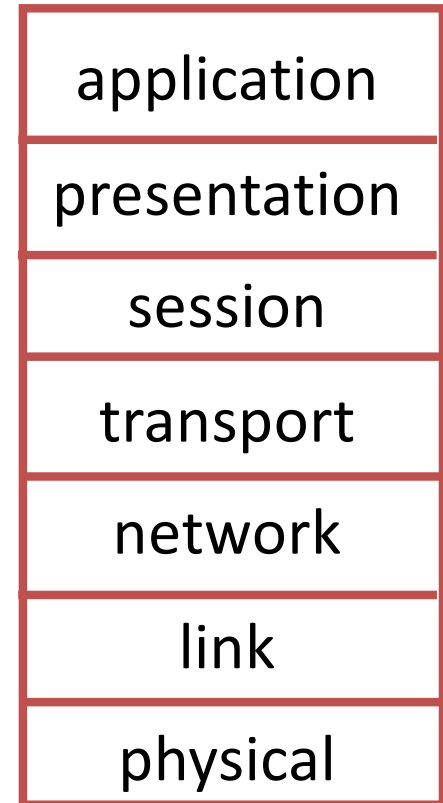 application
presentation
session
transport
network
link
physical